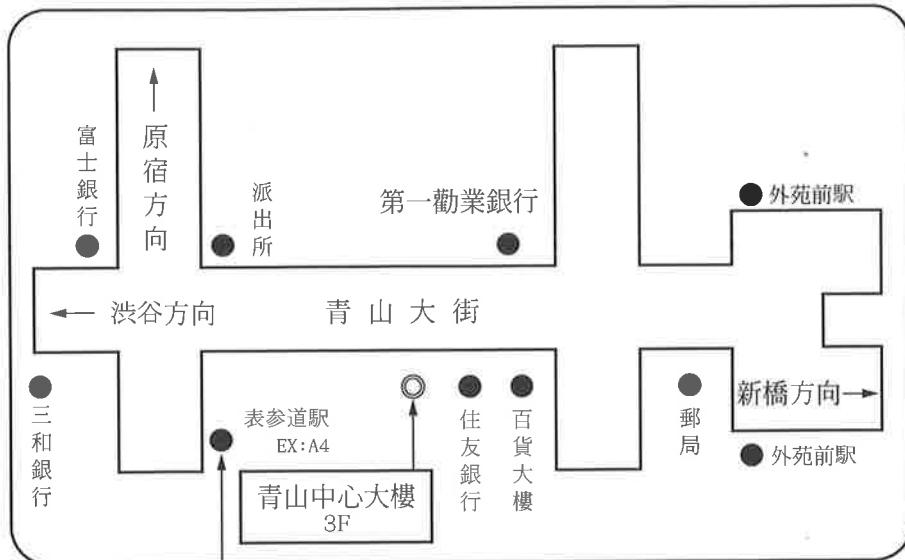 富士銀行
原宿方向
派出所
第一勸業銀行
外苑前駅
渋谷方向
青山大街
三和銀行
表参道駅
EX:A4
青山中心大樓
3F
住友銀行
百貨大樓
郵局
新橋方向
外苑前駅